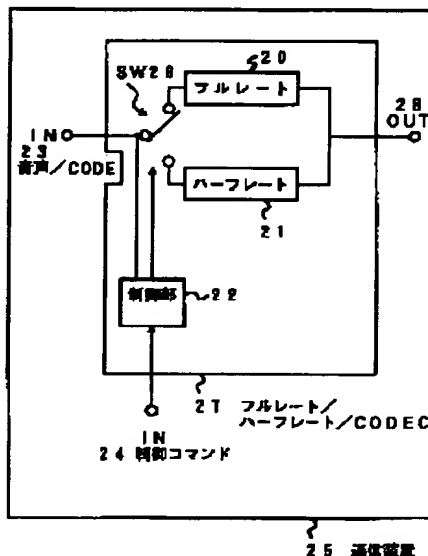 20
SW26
フルレート
28
OUT
IN
23
音声/CODE
ハーフレート
21
制御部
22
27 フルレート/
ハーフレート/CODEC
IN
24 制御コマンド
25 通信装置